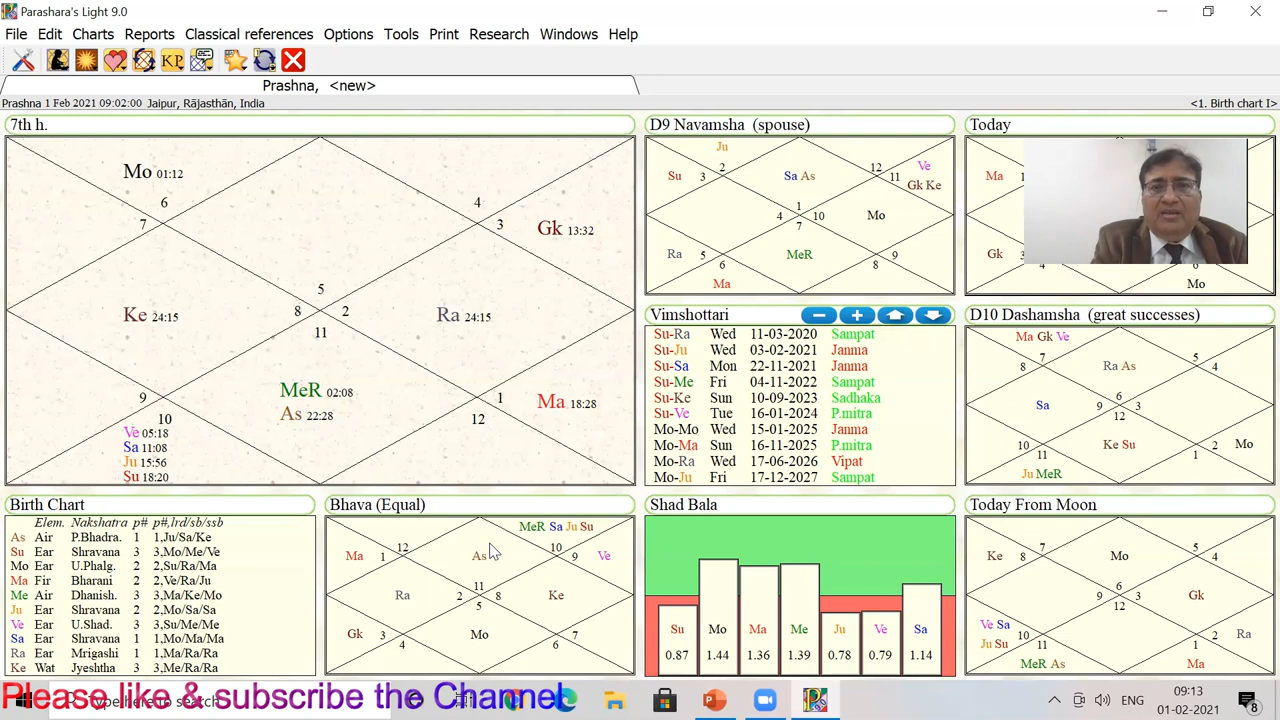 Parashara's Light 9.0
File Edit Charts Reports Classical references Options Tools Print Research Windows Help
KP
Prashna, <new>
Prashna 1 Feb 2021 09:02:00 Jaipur, Rājasthān, India
<1. Birth chart I>
7th h.
Mo 01:12
6
7
4
3
Gk 13:32
Ke 24:15
5
8 2
11
Ra 24:15
MeR 02:08
As 22:28
9
10
Ve 05:18
Sa 11:08
Ju 15:56
Su 18:20
1
12
Ma 18:28
D9 Navamsha (spouse)
Ju
Su 3 2
Sa As
12
11
Ve
Gk Ke
1
4 10
7
Mo
Ra 5
6
Ma
MeR
9
8
Today
Ma
Gk 3
4
6
Mo
Vimshottari
Su-Ra Wed 11-03-2020 Sampat
Su-Ju Wed 03-02-2021 Janma
Su-Sa Mon 22-11-2021 Janma
Su-Me Fri 04-11-2022 Sampat
Su-Ke Sun 10-09-2023 Sadhaka
Su-Ve Tue 16-01-2024 P.mitra
Mo-Mo Wed 15-01-2025 Janma
Mo-Ma Sun 16-11-2025 P.mitra
Mo-Ra Wed 17-06-2026 Vipat
Mo-Ju Fri 17-12-2027 Sampat
D10 Dashamsha (great successes)
Ma Gk Ve
7
8
Ra As
5
4
Sa
6
9 3
12
10
11
Ju MeR
Ke Su
2
1
Mo
Birth Chart
Elem. Nakshatra p# p#,lrd/sb/ssb
As Air P.Bhadra. 1 1,Ju/Sa/Ke
Su Ear Shravana 3 3,Mo/Me/Ve
Mo Ear U.Phalg. 2 2,Su/Ra/Ma
Ma Fir Bharani 2 2,Ve/Ra/Ju
Me Air Dhanish. 3 3,Ma/Ke/Mo
Ju Ear Shravana 2 2,Mo/Sa/Sa
Ve Ear U.Shad. 3 3,Su/Me/Me
Sa Ear Shravana 1 1,Mo/Ma/Ma
Ra Ear Mrigashi 1 1,Ma/Ra/Ra
Ke Wat Jyeshtha 3 3,Me/Ra/Ra
Bhava (Equal)
MeR Sa Ju Su
Ma 1 12
As
10
9 Ve
Ra
11
2 8
5
Ke
Gk 3
4
Mo
7
6
Shad Bala
Su Mo Ma Me Ju Ve Sa
0.87 1.44 1.36 1.39 0.78 0.79 1.14
Today From Moon
Ke 8 7
Mo
5
4
6
9 3
12
Gk
Ve Sa 10
Ju Su 11
MeR As
2 Ra
1
Ma
Please like & subscribe the Channel
Type here to search
ENG
09:13
01-02-2021
8